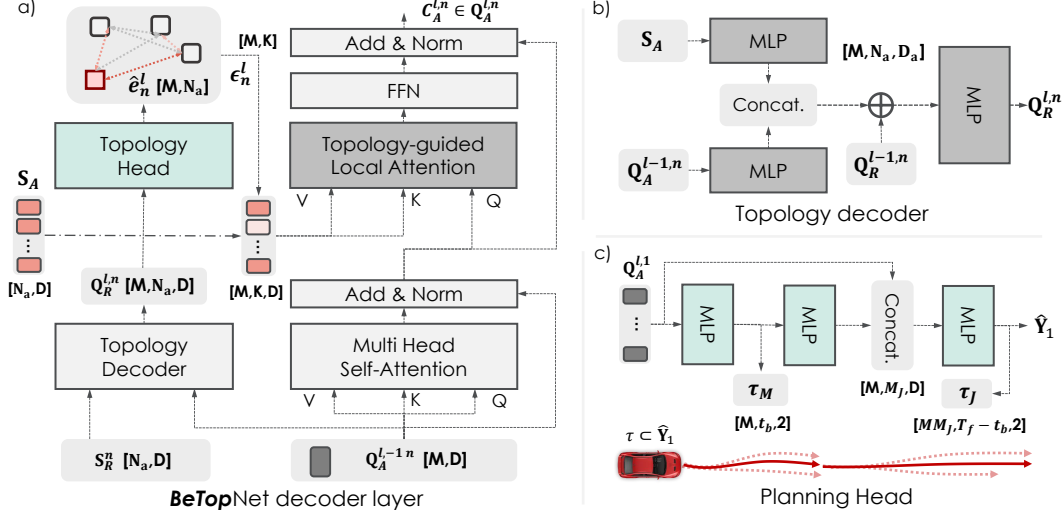 a)
ê_n^l [M,N_a]
[M,K]
ϵ_n^l
Topology
Head
S_A
[N_a,D]
Q_R^{l,n} [M,N_a,D]
Topology
Decoder
S_R^n [N_a,D]
C_A^{l,n} ∈ Q_A^{l,n}
Add & Norm
FFN
Topology-guided
Local Attention
V
K
Q
[M,K,D]
Add & Norm
Multi Head
Self-Attention
V
K
Q
Q_A^{l,-1 n} [M,D]
BeTopNet decoder layer
b)
S_A
MLP
[M,N_a,D_a]
Concat.
MLP
Q_R^{l,n}
Q_A^{l-1,n}
MLP
Q_R^{l-1,n}
Topology decoder
c)
Q_A^{l,1}
MLP
MLP
Concat.
MLP
Ŷ_1
τ_M
[M,M_J,D]
τ_J
[M,t_b,2]
[MM_J,T_f − t_b,2]
τ ⊂ Ŷ_1
Planning Head